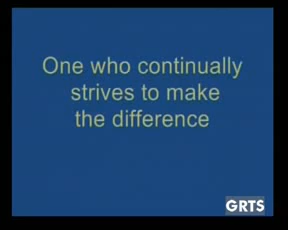 One who continually
strives to make
the difference
GRTS